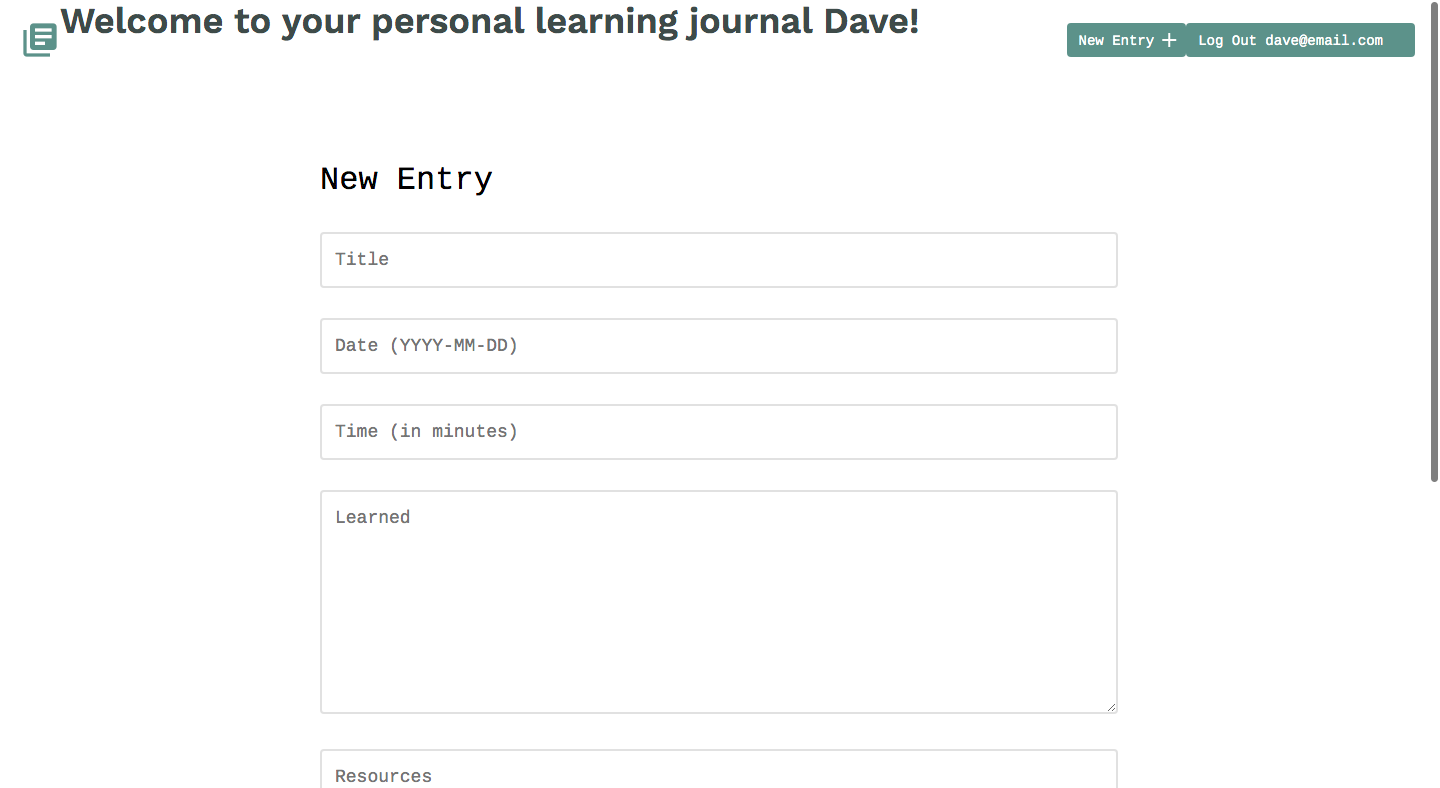 Welcome to your personal learning journal Dave!
New Entry
Log Out dave@email.com
New Entry
Title
Date (YYYY-MM-DD)
Time (in minutes)
Learned
Resources